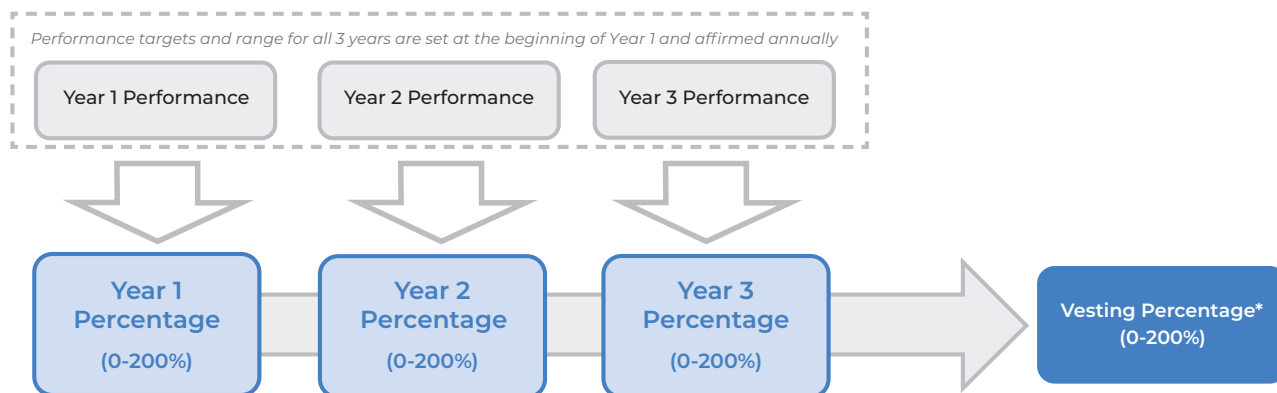 Performance targets and range for all 3 years are set at the beginning of Year 1 and affirmed annually
Year 1 Performance
Year 2 Performance
Year 3 Performance
Year 1
Percentage
(0-200%)
Year 2
Percentage
(0-200%)
Year 3
Percentage
(0-200%)
Vesting Percentage*
(0-200%)